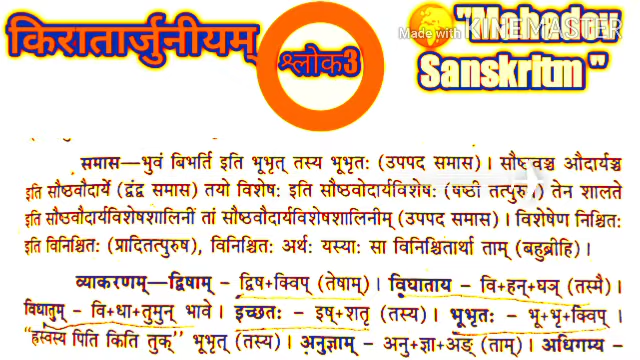 किरातार्जुनीयम्
श्लोक3
"Mahadev
Made with KINEMASTER
Sanskritm "
समास—भुवं बिभर्ति इति भूभृत् तस्य भूभृतः (उपपद समास)। सौष्ठवञ्च औदार्यञ्च
इति सौष्ठवौदार्ये (द्वंद्व समास) तयो विशेषः इति सौष्ठवोदार्यविशेषः (षष्ठी तत्पुरु ) तेन शालते
इति सौष्ठवौदार्यविशेषशालिनीं तां सौष्ठवौदार्यविशेषशालिनीम् (उपपद समास)। विशेषेण निश्चितः
इति विनिश्चितः (प्रादितत्पुरुष), विनिश्चितः अर्थः यस्याः सा विनिश्चितार्था ताम् (बहुब्रीहि)।
व्याकरणम्—द्विषाम् – द्विष+क्विप् (तेषाम्)। विघाताय – वि+हन्+घञ् (तस्मै)।
विधातुम् – वि+धा+तुमुन् भावे। इच्छतः – इष्+शतृ (तस्य)। भूभृतः – भू+भृ+क्विप्।
"ह्रस्वस्य पिति किति तुक्" भूभृत् (तस्य)। अनुज्ञाम् – अनु+ज्ञा+अङ् (ताम्)। अधिगम्य –